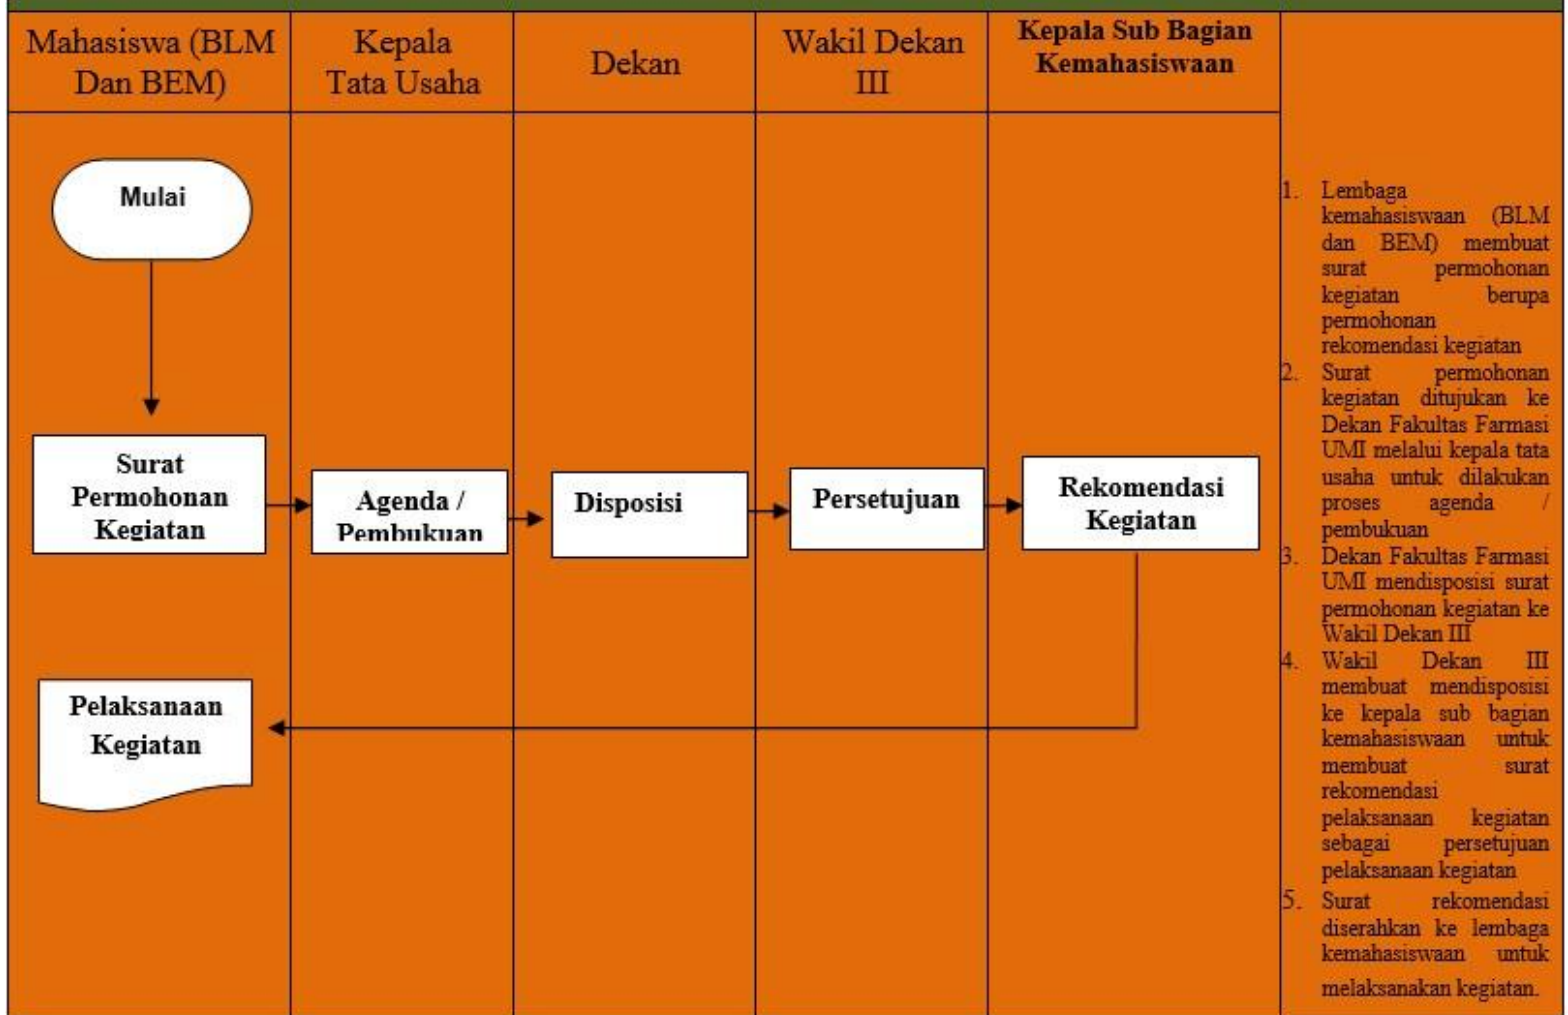 Mahasiswa (BLM
Dan BEM)
Kepala
Tata Usaha
Dekan
Wakil Dekan
III
Kepala Sub Bagian
Kemahasiswaan
Mulai
Surat
Permohonan
Kegiatan
Agenda /
Pembukuan
Disposisi
Persetujuan
Rekomendasi
Kegiatan
Pelaksanaan
Kegiatan
1. Lembaga
kemahasiswaan (BLM
dan BEM) membuat
surat permohonan
kegiatan berupa
permohonan
rekomendasi kegiatan
2. Surat permohonan
kegiatan ditujukan ke
Dekan Fakultas Farmasi
UMI melalui kepala tata
usaha untuk dilakukan
proses agenda /
pembukuan
3. Dekan Fakultas Farmasi
UMI mendisposisi surat
permohonan kegiatan ke
Wakil Dekan III
4. Wakil Dekan III
membuat mendisposisi
ke kepala sub bagian
kemahasiswaan untuk
membuat surat
rekomendasi
pelaksanaan kegiatan
sebagai persetujuan
pelaksanaan kegiatan
5. Surat rekomendasi
diserahkan ke lembaga
kemahasiswaan untuk
melaksanakan kegiatan.